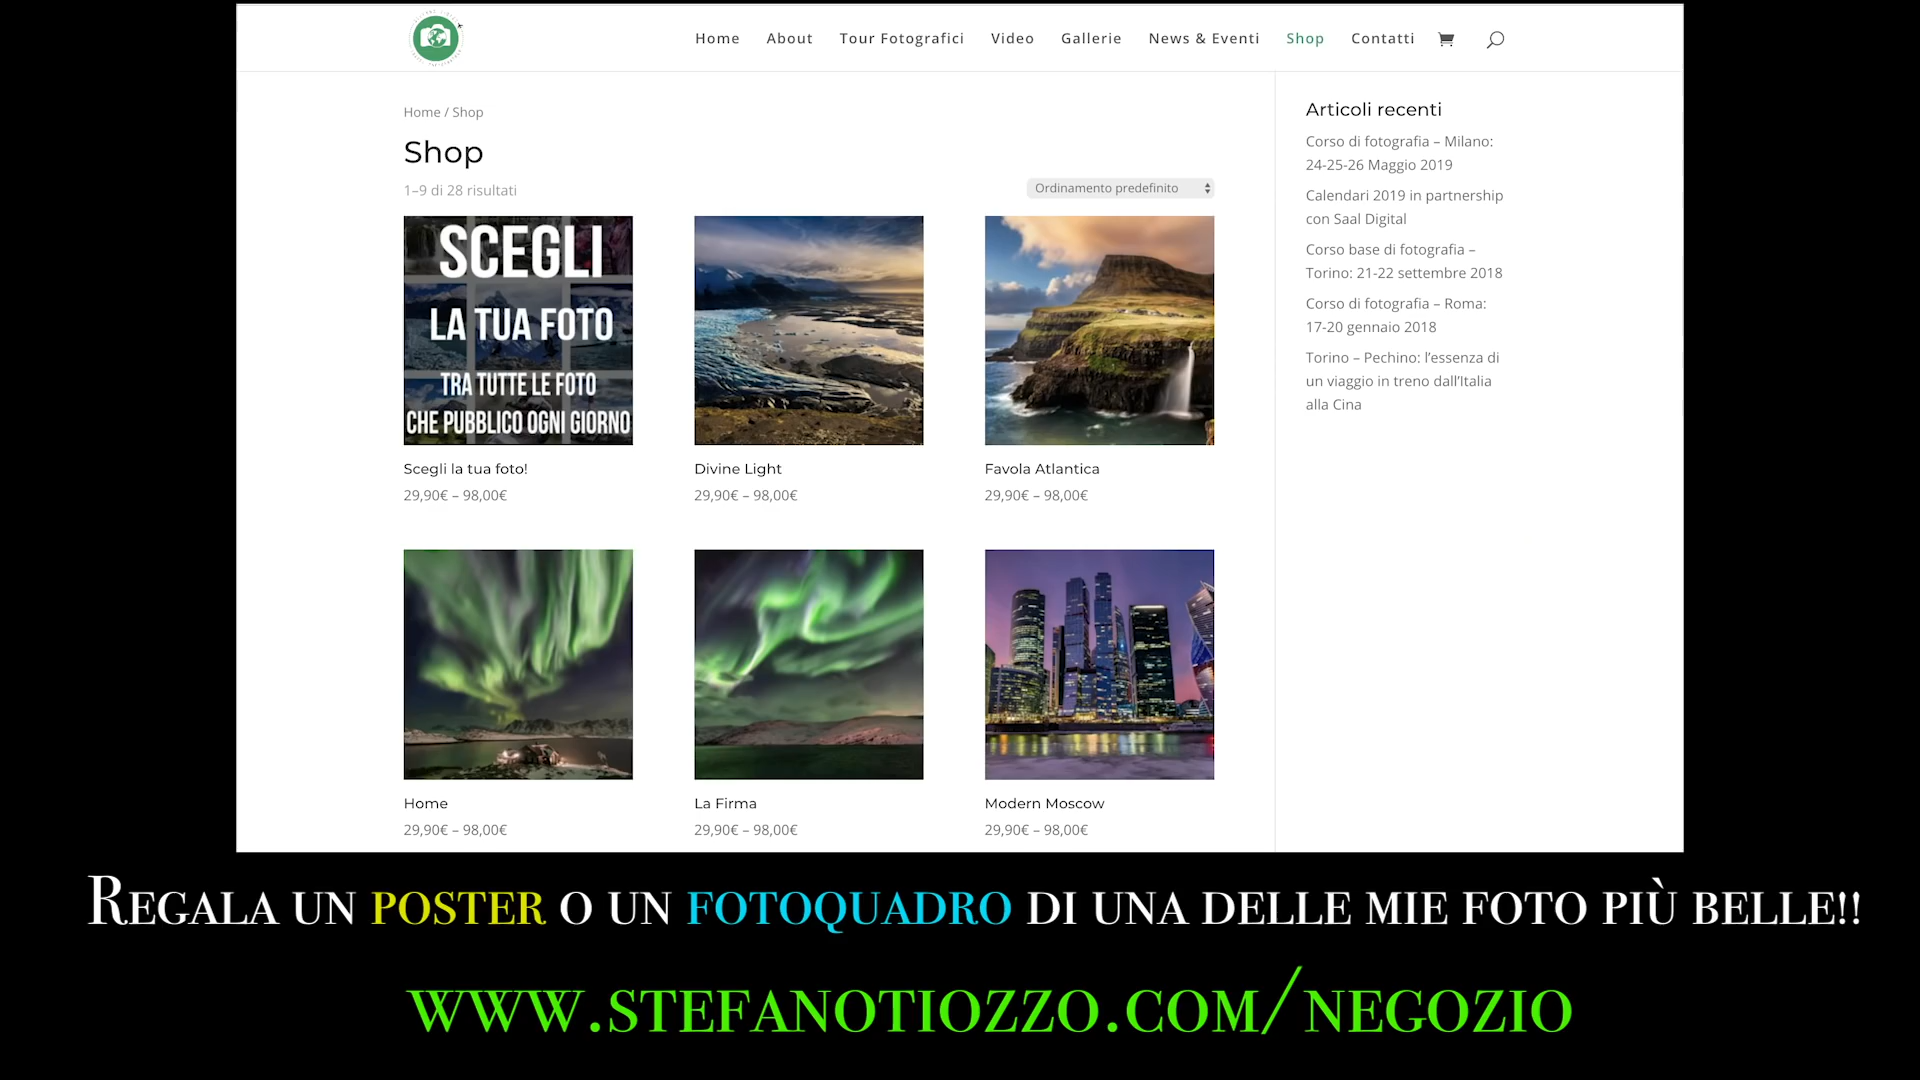 Home About Tour Fotografici Video Gallerie News & Eventi Shop Contatti
Home / Shop
Shop
1–9 di 28 risultati
Ordinamento predefinito
SCEGLI
LA TUA FOTO
TRA TUTTE LE FOTO
CHE PUBBLICO OGNI GIORNO
Scegli la tua foto!
29,90€ – 98,00€
Divine Light
29,90€ – 98,00€
Favola Atlantica
29,90€ – 98,00€
Home
29,90€ – 98,00€
La Firma
29,90€ – 98,00€
Modern Moscow
29,90€ – 98,00€
Articoli recenti
Corso di fotografia – Milano:
24-25-26 Maggio 2019
Calendari 2019 in partnership
con Saal Digital
Corso base di fotografia –
Torino: 21-22 settembre 2018
Corso di fotografia – Roma:
17-20 gennaio 2018
Torino – Pechino: l’essenza di
un viaggio in treno dall’Italia
alla Cina
Regala un poster o un fotoquadro di una delle mie foto più belle!!
www.stefanotiozzo.com/negozio